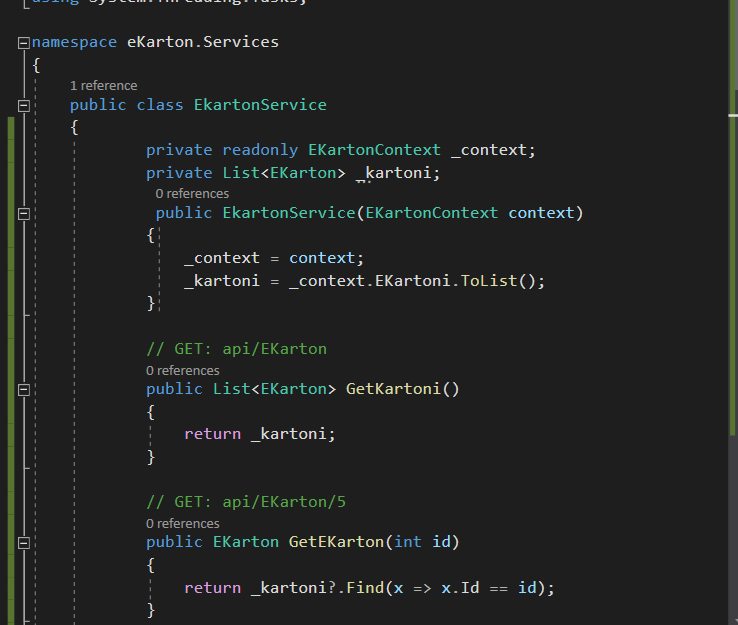 using System.Threading.Tasks;
namespace eKarton.Services
{
1 reference
public class EkartonService
{
private readonly EKartonContext _context;
private List<EKarton> _kartoni;
0 references
public EkartonService(EKartonContext context)
{
_context = context;
_kartoni = _context.EKartoni.ToList();
}
// GET: api/EKarton
0 references
public List<EKarton> GetKartoni()
{
return _kartoni;
}
// GET: api/EKarton/5
0 references
public EKarton GetEKarton(int id)
{
return _kartoni?.Find(x => x.Id == id);
}